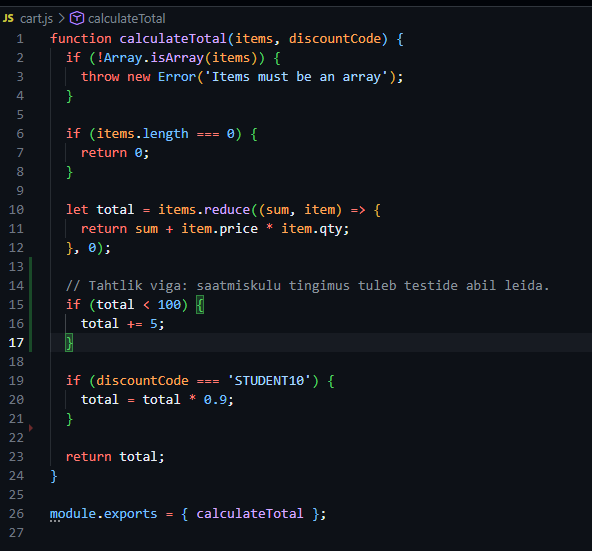 JS cart.js > calculateTotal
1 function calculateTotal(items, discountCode) {
2   if (!Array.isArray(items)) {
3     throw new Error('Items must be an array');
4   }
5
6   if (items.length === 0) {
7     return 0;
8   }
9
10   let total = items.reduce((sum, item) => {
11     return sum + item.price * item.qty;
12   }, 0);
13
14   // Tahtlik viga: saatmiskulu tingimus tuleb testide abil leida.
15   if (total < 100) {
16     total += 5;
17   }
18
19   if (discountCode === 'STUDENT10') {
20     total = total * 0.9;
21   }
22
23   return total;
24 }
25
26 module.exports = { calculateTotal };
27